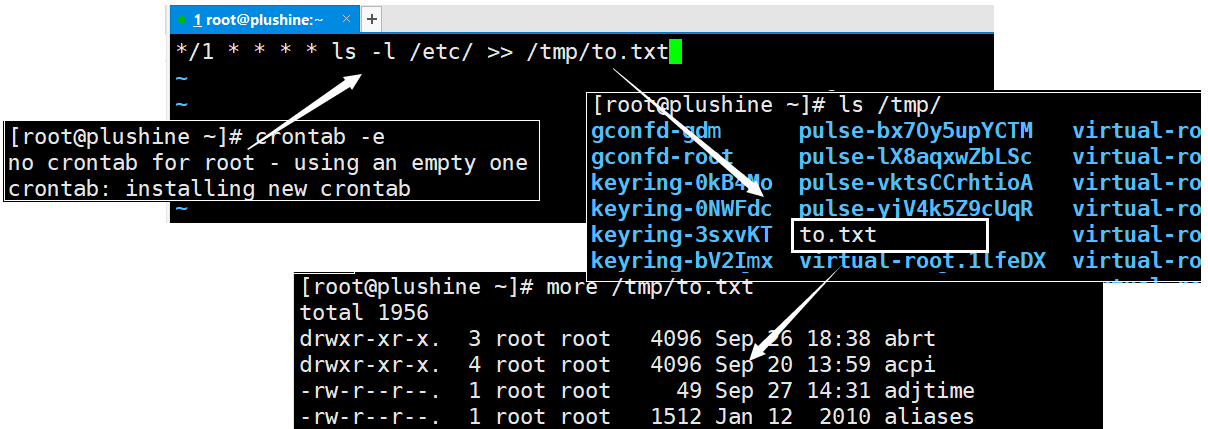 1 root@plushine:~ × +
*/1 * * * * ls -l /etc/ >> /tmp/to.txt
~
~
[root@plushine ~]# crontab -e
no crontab for root - using an empty one
crontab: installing new crontab
~
[root@plushine ~]# ls /tmp/
gconfd-gdm pulse-bx7Oy5upYCTM virtual-ro
gconfd-root pulse-lX8aqxwZbLSc virtual-ro
keyring-0kB4Mo pulse-vktsCCrhtioA virtual-ro
keyring-0NWFdc pulse-yjV4k5Z9cUqR virtual-ro
keyring-3sxvKT to.txt virtual-ro
keyring-bV2Imx virtual-root.1lfeDX virtual-ro
[root@plushine ~]# more /tmp/to.txt
total 1956
drwxr-xr-x. 3 root root 4096 Sep 26 18:38 abrt
drwxr-xr-x. 4 root root 4096 Sep 20 13:59 acpi
-rw-r--r--. 1 root root 49 Sep 27 14:31 adjtime
-rw-r--r--. 1 root root 1512 Jan 12 2010 aliases